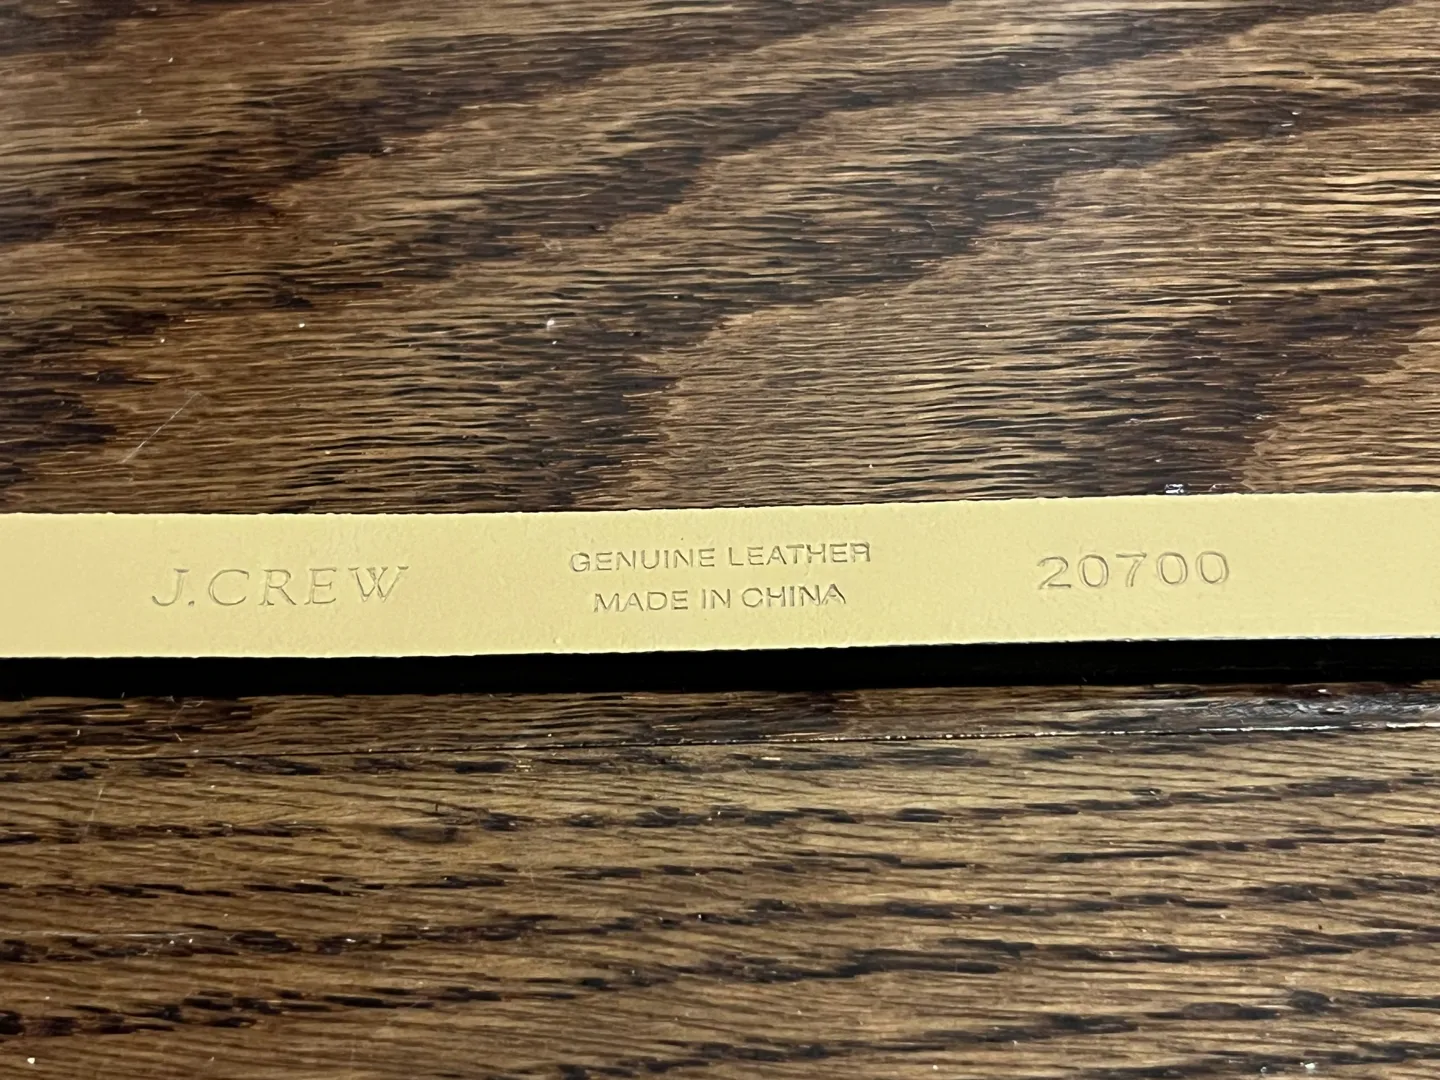 J.CREW
GENUINE LEATHER
MADE IN CHINA
20700